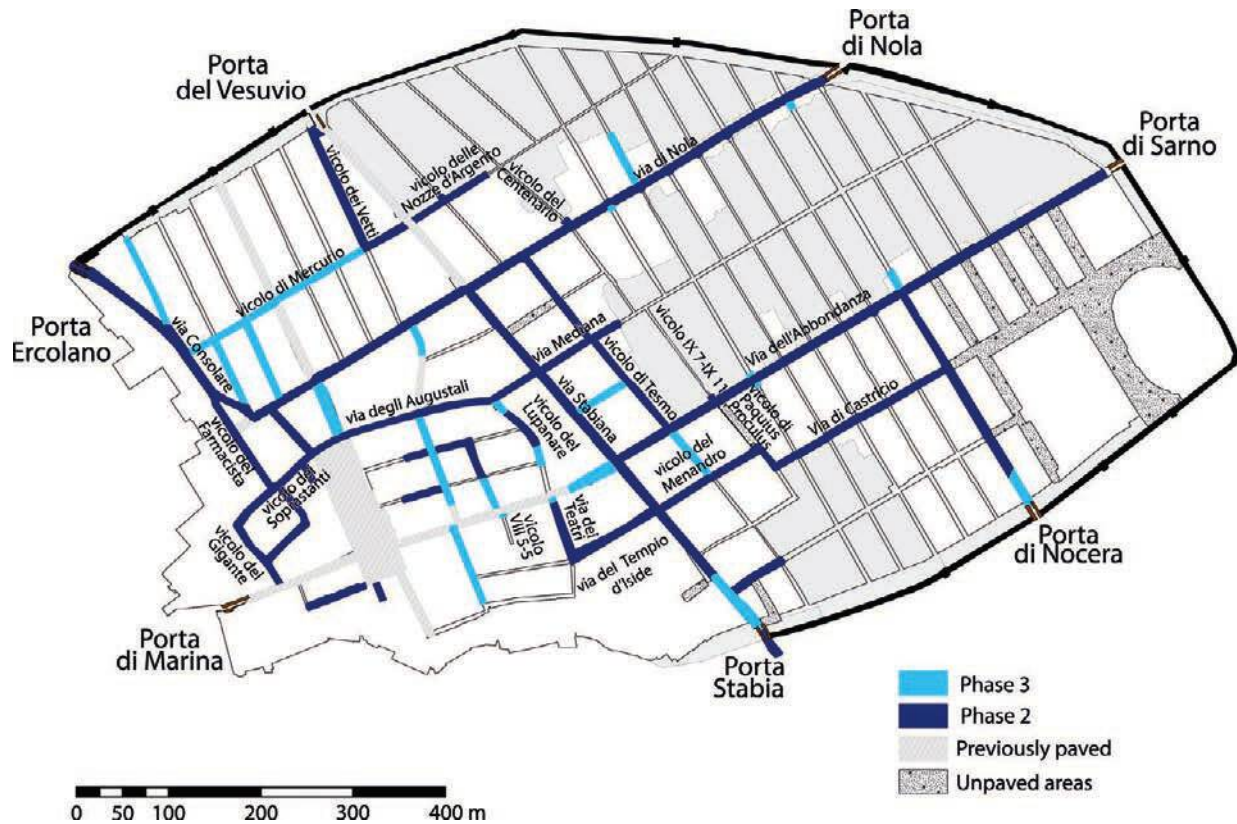 Porta
di Nola
Porta
del Vesuvio
Porta
di Sarno
vicolo dei Vettii
vicolo delle
Nozze d'Argento
vicolo del
Centenario
via di Nola
vicolo di Mercurio
Porta
Ercolano
via Consolare
via Mediana
vicolo IX 7-IX 11
Via dell'Abbondanza
via degli Augustali
vicolo di Tesmo
vicolo del
Lupanare
via Stabiana
vicolo di
Paquius
Proculus
Via di Castricio
vicolo del
Farmacista
vicolo dei
Soprastanti
vicolo del
Menandro
vicolo del
Gigante
vicolo
VIII 5-5
via dei
Teatri
via del Tempio
d'Iside
Porta
di Nocera
Porta
di Marina
Porta
Stabia
Phase 3
Phase 2
Previously paved
Unpaved areas
0 50 100 200 300 400 m